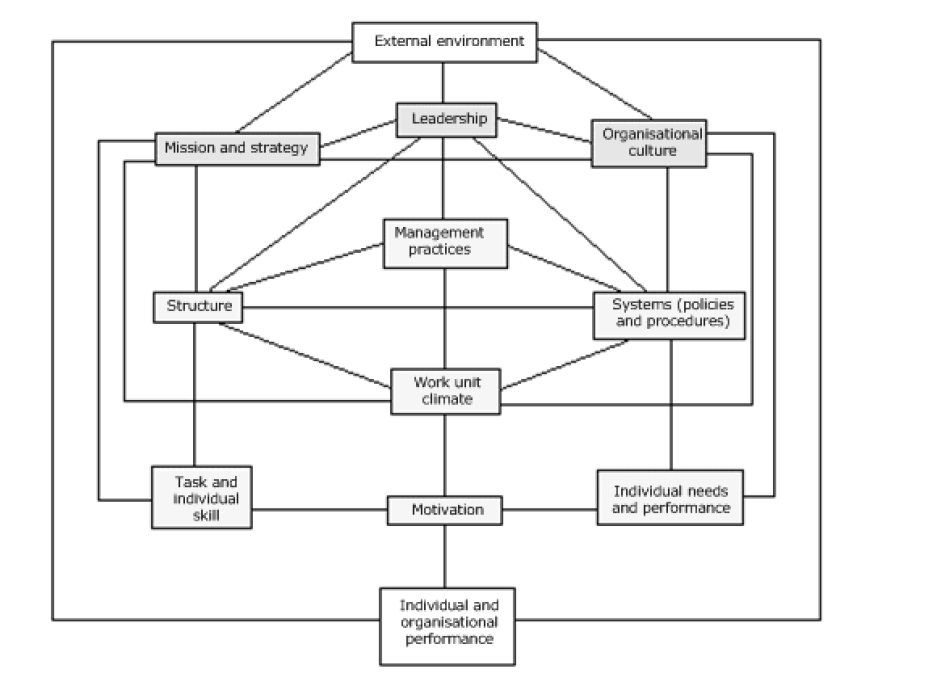 External environment
Leadership
Mission and strategy
Organisational
culture
Management
practices
Structure
Systems (policies
and procedures)
Work unit
climate
Task and
individual
skill
Motivation
Individual needs
and performance
Individual and
organisational
performance